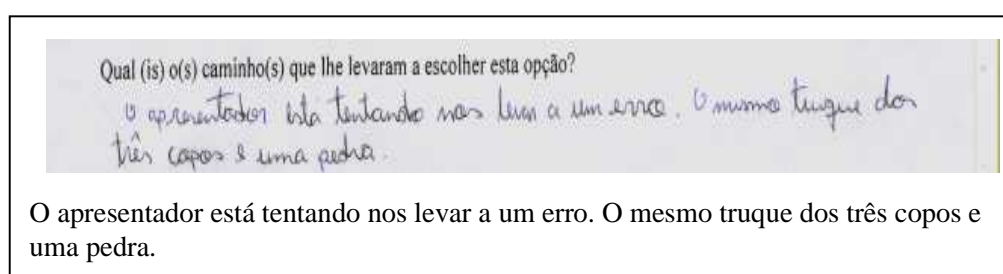 Qual (is) o(s) caminho(s) que lhe levaram a escolher esta opção?
O apresentador esta tentando nos levar a um erro. O mesmo truque dos
três copos e uma pedra.
O apresentador está tentando nos levar a um erro. O mesmo truque dos três copos e
uma pedra.